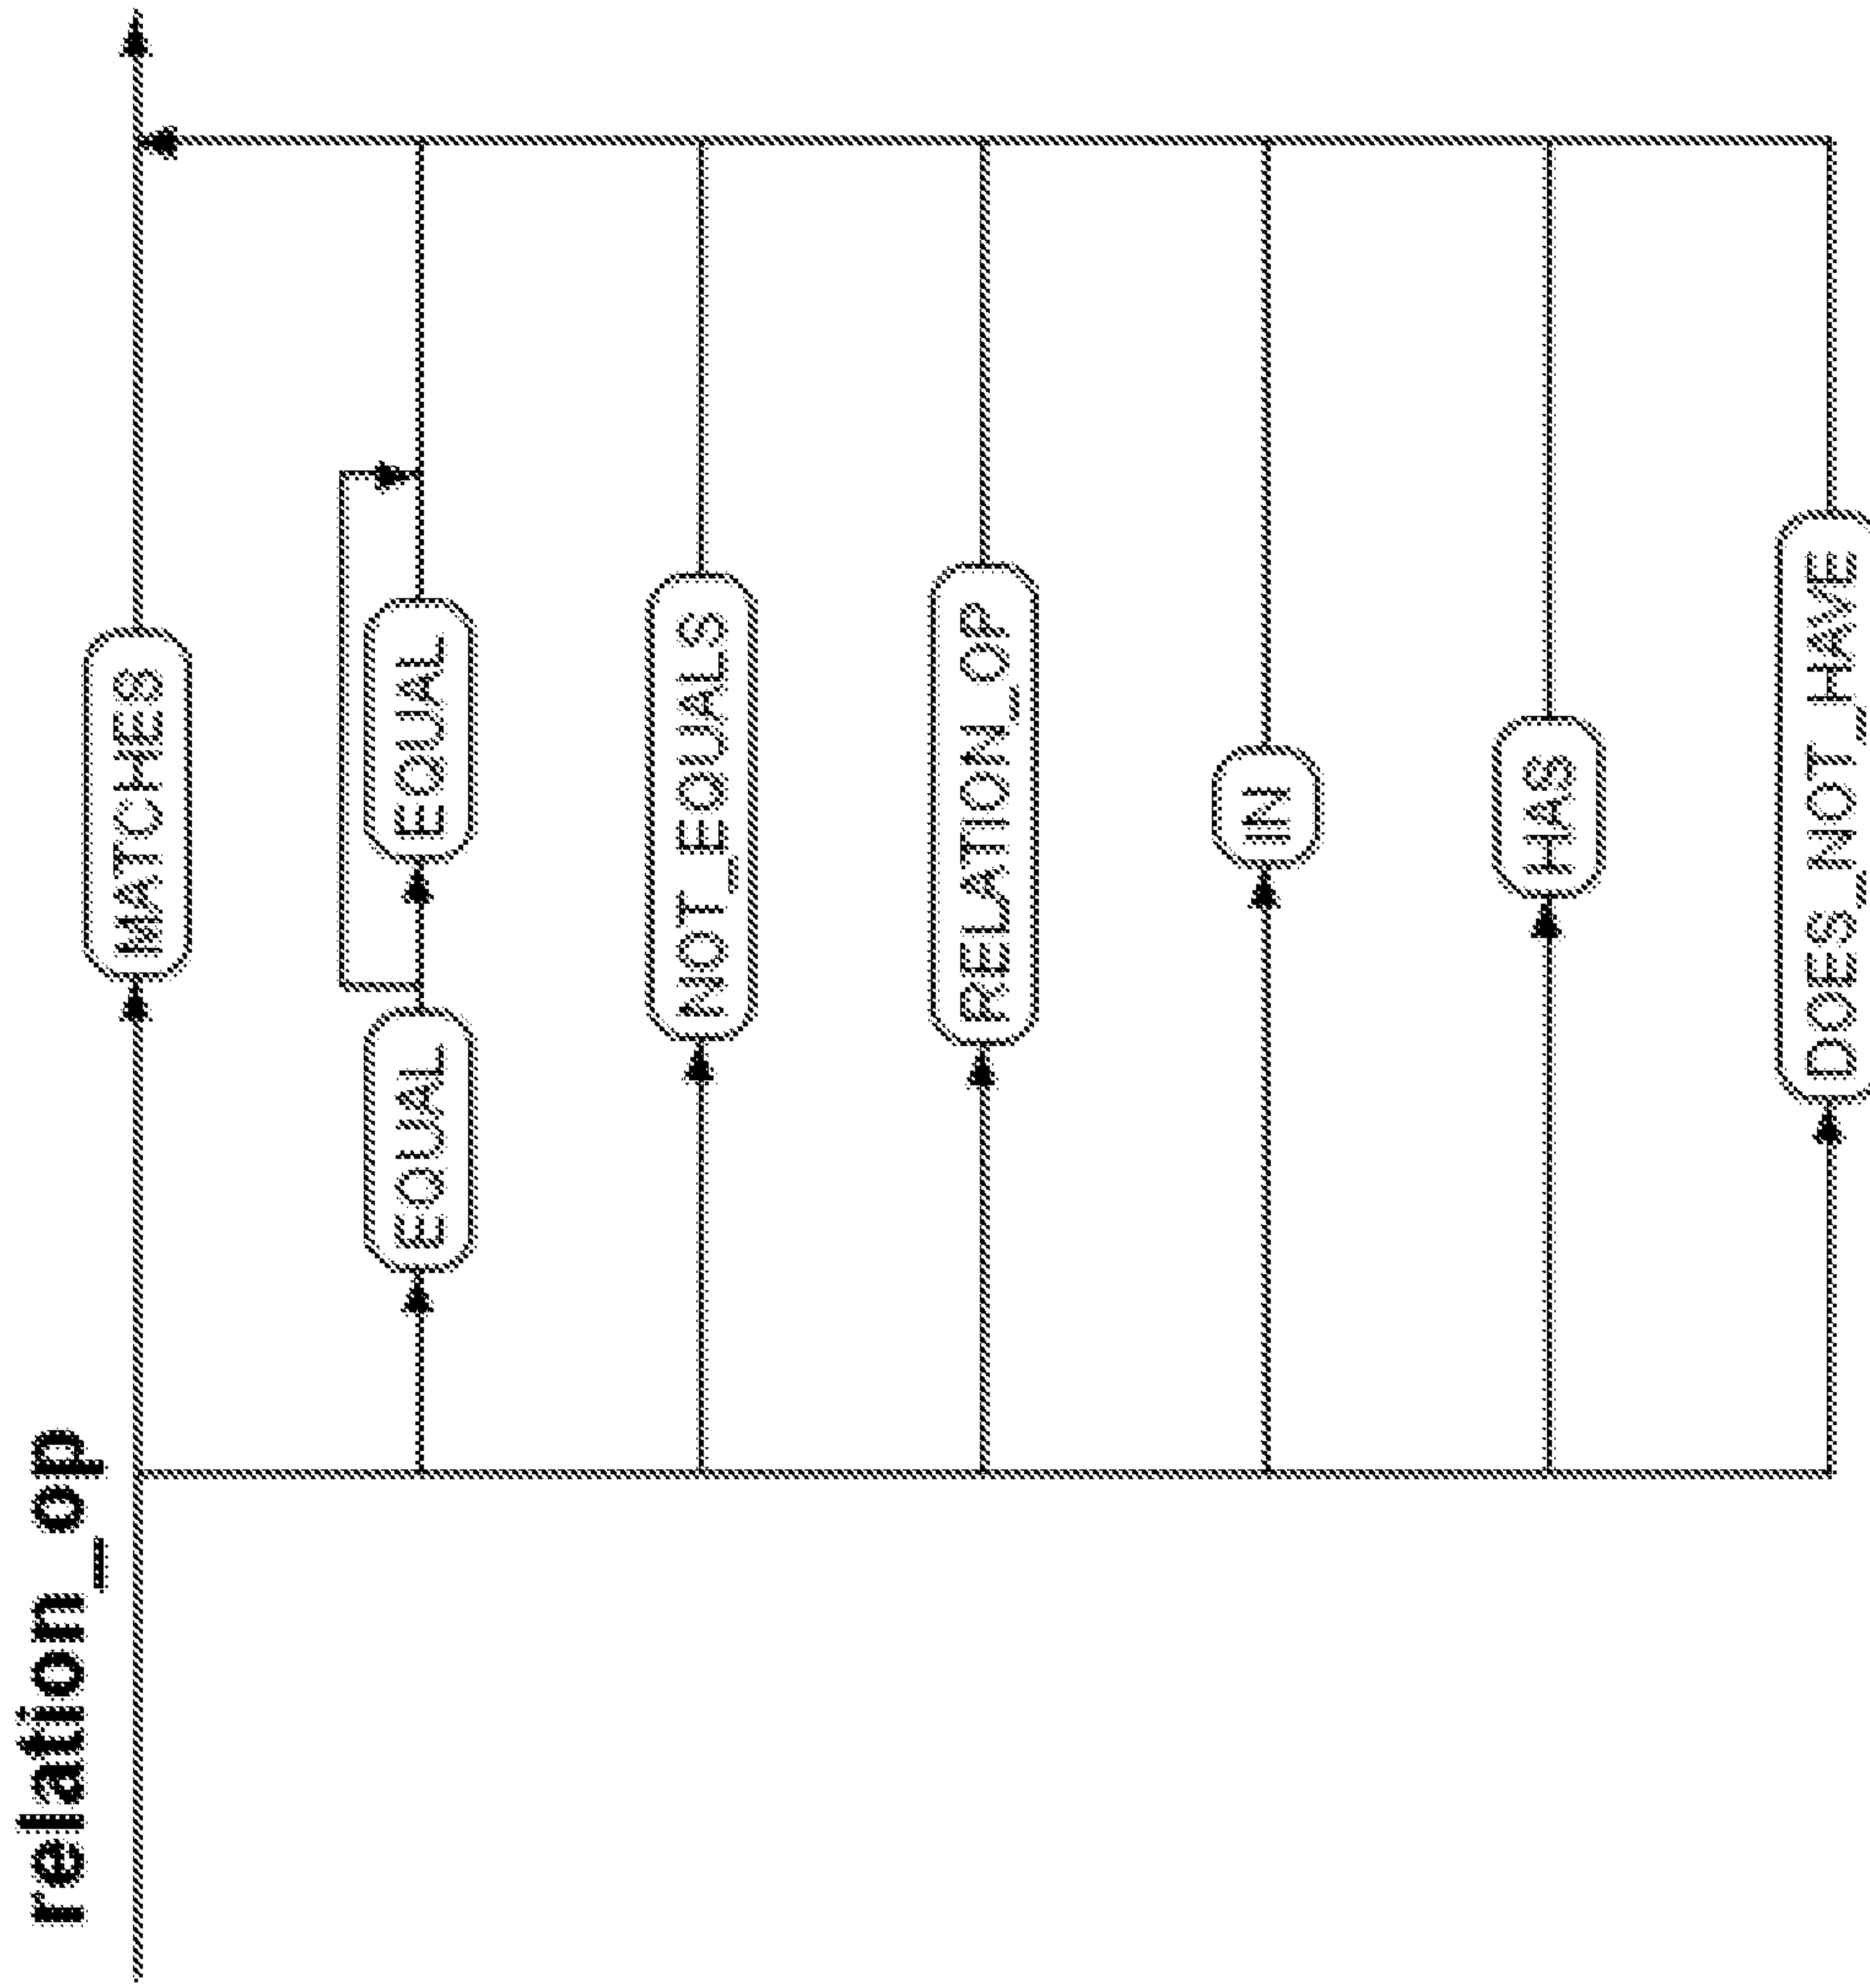 relation_op
MATCHES
EQUAL EQUAL
NOT_EQUALS
RELATION_OP
IN
HAS
DOES_NOT_HAVE